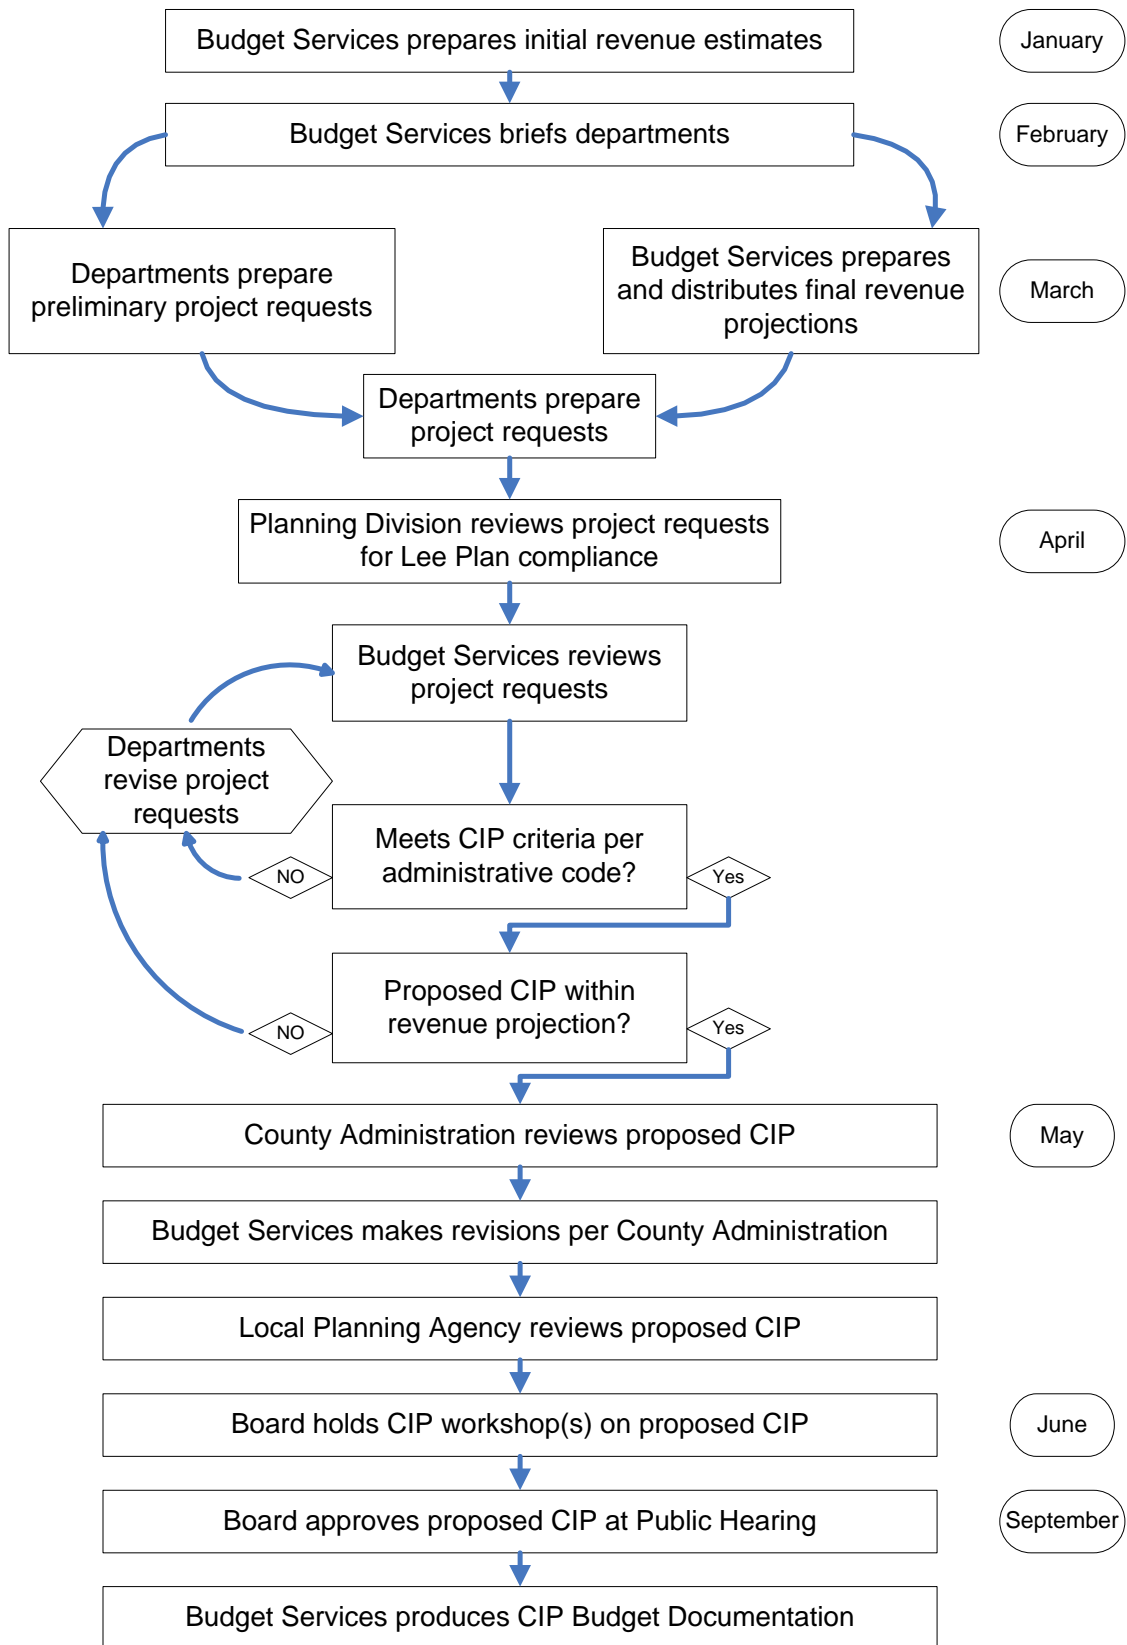 Budget Services prepares initial revenue estimates
January
Budget Services briefs departments
February
Departments prepare
preliminary project requests
Budget Services prepares
and distributes final revenue
projections
March
Departments prepare
project requests
Planning Division reviews project requests
for Lee Plan compliance
April
Budget Services reviews
project requests
Departments
revise project
requests
Meets CIP criteria per
administrative code?
NO
Yes
Proposed CIP within
revenue projection?
NO
Yes
County Administration reviews proposed CIP
May
Budget Services makes revisions per County Administration
Local Planning Agency reviews proposed CIP
Board holds CIP workshop(s) on proposed CIP
June
Board approves proposed CIP at Public Hearing
September
Budget Services produces CIP Budget Documentation